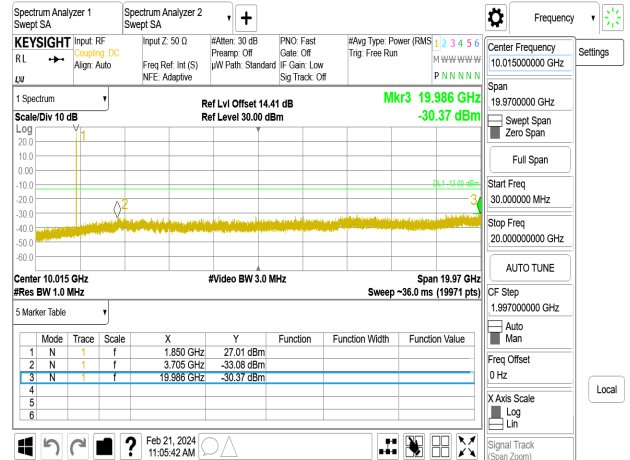 Spectrum Analyzer 1
Swept SA
Spectrum Analyzer 2
Swept SA
Frequency
KEYSIGHT
Input: RF
Coupling: DC
Align: Auto
Input Z: 50 Ω
Freq Ref: Int (S)
NFE: Adaptive
#Atten: 30 dB
Preamp: Off
µW Path: Standard
PNO: Fast
Gate: Off
IF Gain: Low
Sig Track: Off
#Avg Type: Power (RMS
Trig: Free Run
1 2 3 4 5 6
M W W W W W
P N N N N N
R L
Center Frequency
10.015000000 GHz
Settings
Span
19.9700000 GHz
Swept Span
Zero Span
Full Span
Start Freq
30.000000 MHz
Stop Freq
20.000000000 GHz
AUTO TUNE
CF Step
1.997000000 GHz
Auto
Man
Freq Offset
0 Hz
X Axis Scale
Log
Lin
Signal Track
(Span Zoom)
Local
1 Spectrum
Scale/Div 10 dB
Ref Lvl Offset 14.41 dB
Ref Level 30.00 dBm
Mkr3 19.986 GHz
-30.37 dBm
Log
1
20.0
10.0
0.00
-10.0
DL1 -13.00 dBm
-20.0
2
3
-30.0
-40.0
-50.0
-60.0
Center 10.015 GHz
#Video BW 3.0 MHz
Span 19.97 GHz
#Res BW 1.0 MHz
Sweep ~36.0 ms (19971 pts)
5 Marker Table
Mode Trace Scale X Y Function Function Width Function Value
1 N 1 f 1.850 GHz 27.01 dBm
2 N 1 f 3.705 GHz -33.08 dBm
3 N 1 f 19.986 GHz -30.37 dBm
4
5
6
?
Feb 21, 2024
11:05:42 AM